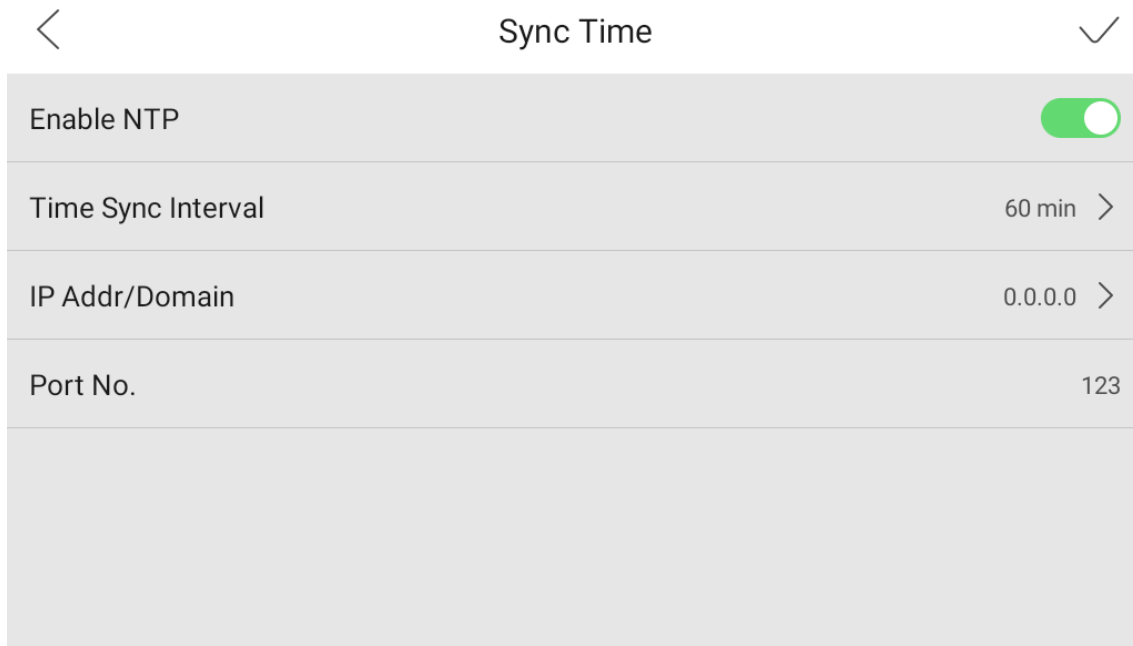 Sync Time
Enable NTP
Time Sync Interval 60 min
IP Addr/Domain 0.0.0.0
Port No. 123